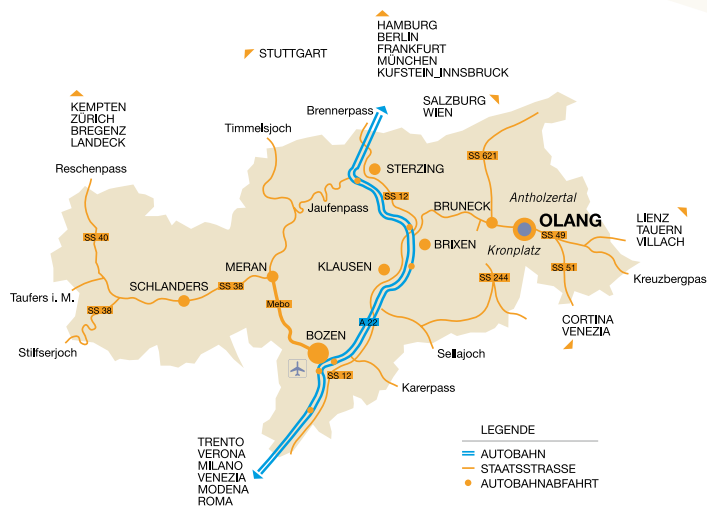 HAMBURG
BERLIN
FRANKFURT
MÜNCHEN
KUFSTEIN_INNSBRUCK
STUTTGART
KEMPTEN
ZÜRICH
BREGENZ
LANDECK
SALZBURG
WIEN
Brennerpass
Timmelsjoch
Reschenpass
STERZING
SS 621
SS 12
Jaufenpass
BRUNECK
Antholzertal
OLANG
LIENZ
TAUERN
VILLACH
SS 40
SS 49
BRIXEN
Kronplatz
MERAN
KLAUSEN
SS 51
SS 244
Kreuzbergpas
SCHLANDERS
SS 38
Taufers i. M.
SS 38
Mebo
A 22
CORTINA
VENEZIA
BOZEN
Stilfserjoch
Sellajoch
SS 12
Karerpass
TRENTO
VERONA
MILANO
VENEZIA
MODENA
ROMA
LEGENDE
AUTOBAHN
STAATSSTRASSE
AUTOBAHNABFAHRT